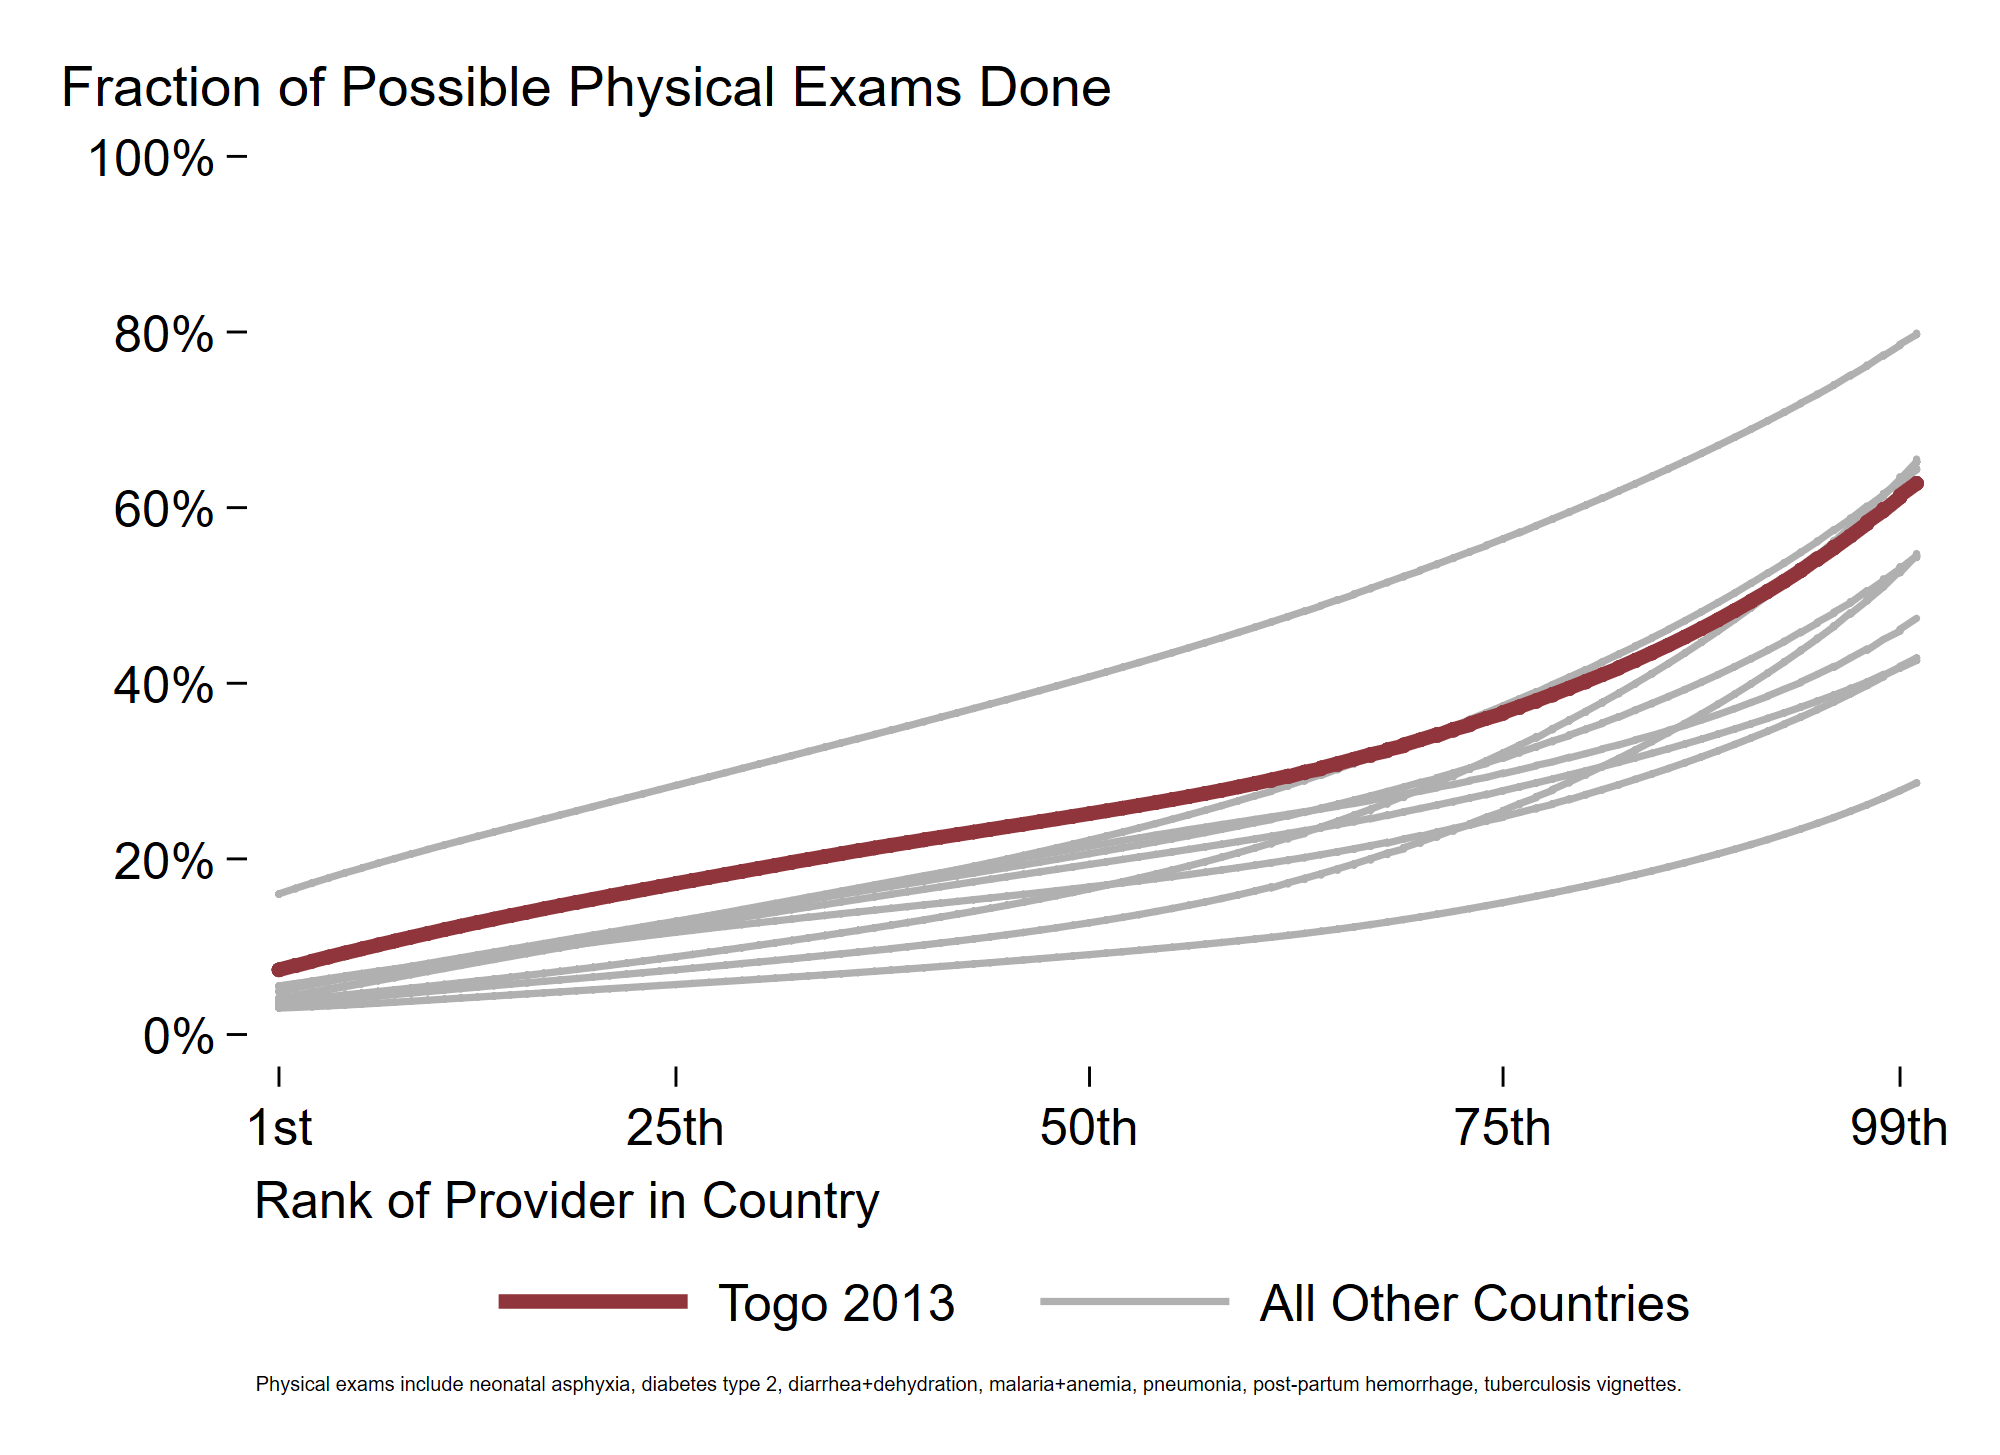 Fraction of Possible Physical Exams Done
100%
80%
60%
40%
20%
0%
1st 25th 50th 75th 99th
Rank of Provider in Country
Togo 2013 All Other Countries
Physical exams include neonatal asphyxia, diabetes type 2, diarrhea+dehydration, malaria+anemia, pneumonia, post-partum hemorrhage, tuberculosis vignettes.